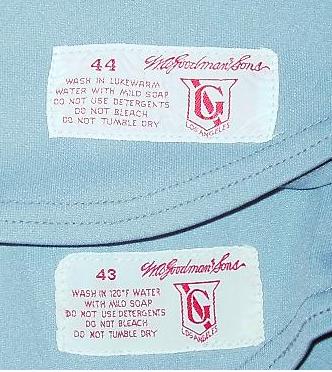 44 McGoodman & Sons
WASH IN LUKEWARM
WATER WITH MILD SOAP
DO NOT USE DETERGENTS
DO NOT BLEACH
DO NOT TUMBLE DRY
G
LOS ANGELES
43 McGoodman & Sons
WASH IN 120°F WATER
WITH MILD SOAP
DO NOT USE DETERGENTS
DO NOT BLEACH
DO NOT TUMBLE DRY
G
LOS ANGELES